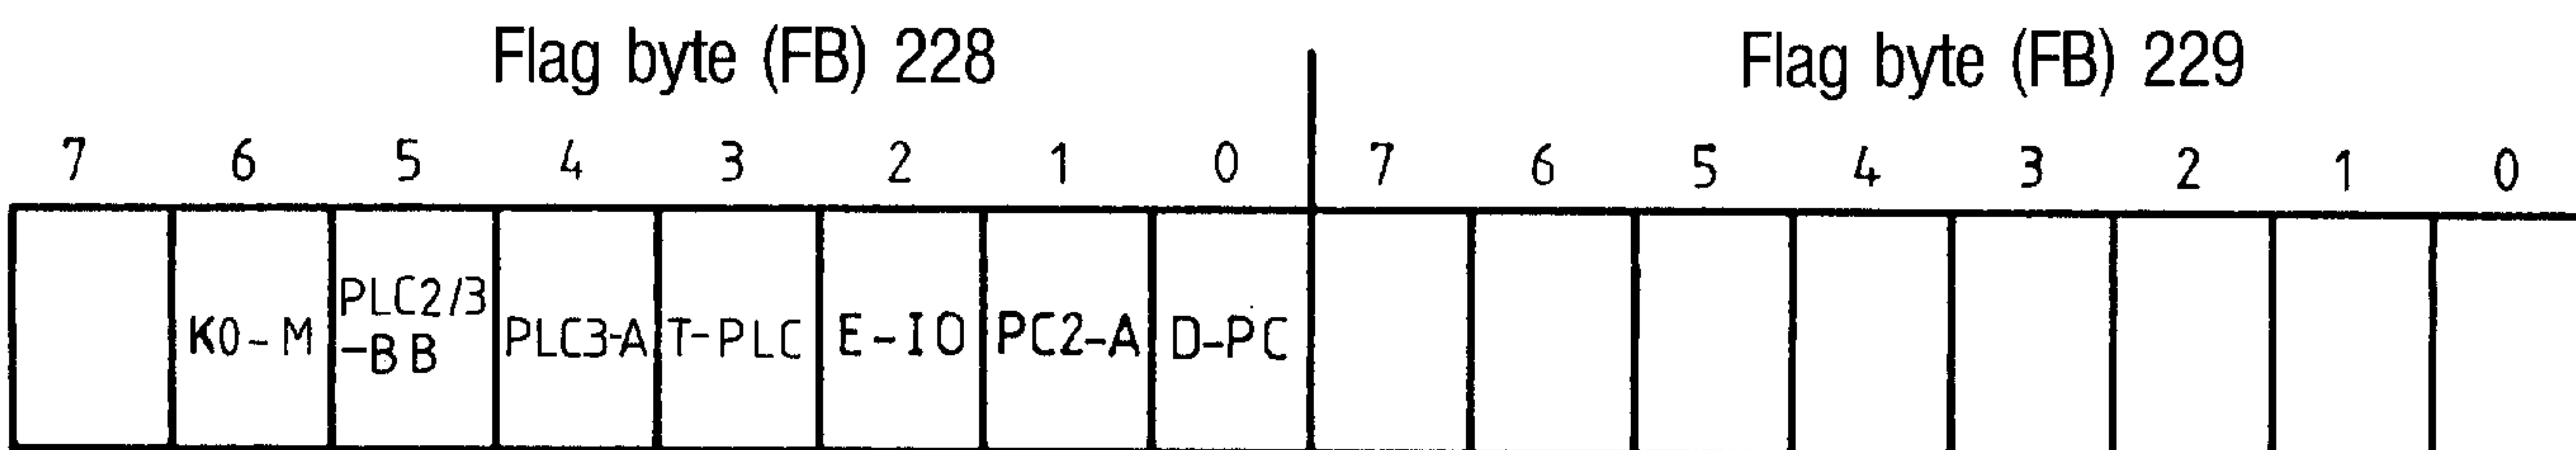 Flag byte (FB) 228 Flag byte (FB) 229
7 6 5 4 3 2 1 0 7 6 5 4 3 2 1 0
K0-M PLC2/3 -BB PLC3-A T-PLC E-IO PC2-A D-PC